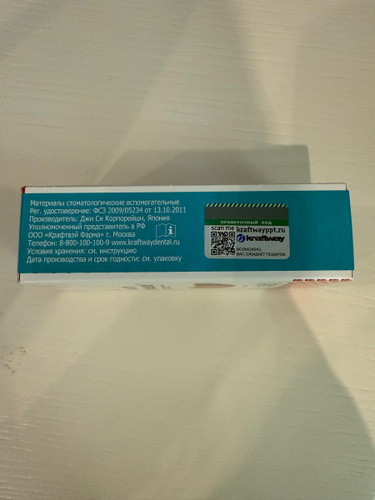 Материалы стоматологические вспомогательные
Рег. удостоверение: ФСЗ 2009/05234 от 13.10.2011
Производитель: Джи Си Корпорейшн, Япония
Уполномоченный представитель в РФ
ООО «Крафтвэй Фарма» г. Москва
Телефон: 8-800-100-100-9 www.kraftwaydental.ru
Условия хранения: см. инструкцию
Дата производства и срок годности: см. упаковку
ПРОВЕРОЧНЫЙ КОД
scan me kraftwayppt.ru
kraftway
ВОЗМОЖНО,
ВАС ОЖИДАЕТ ПОДАРОК